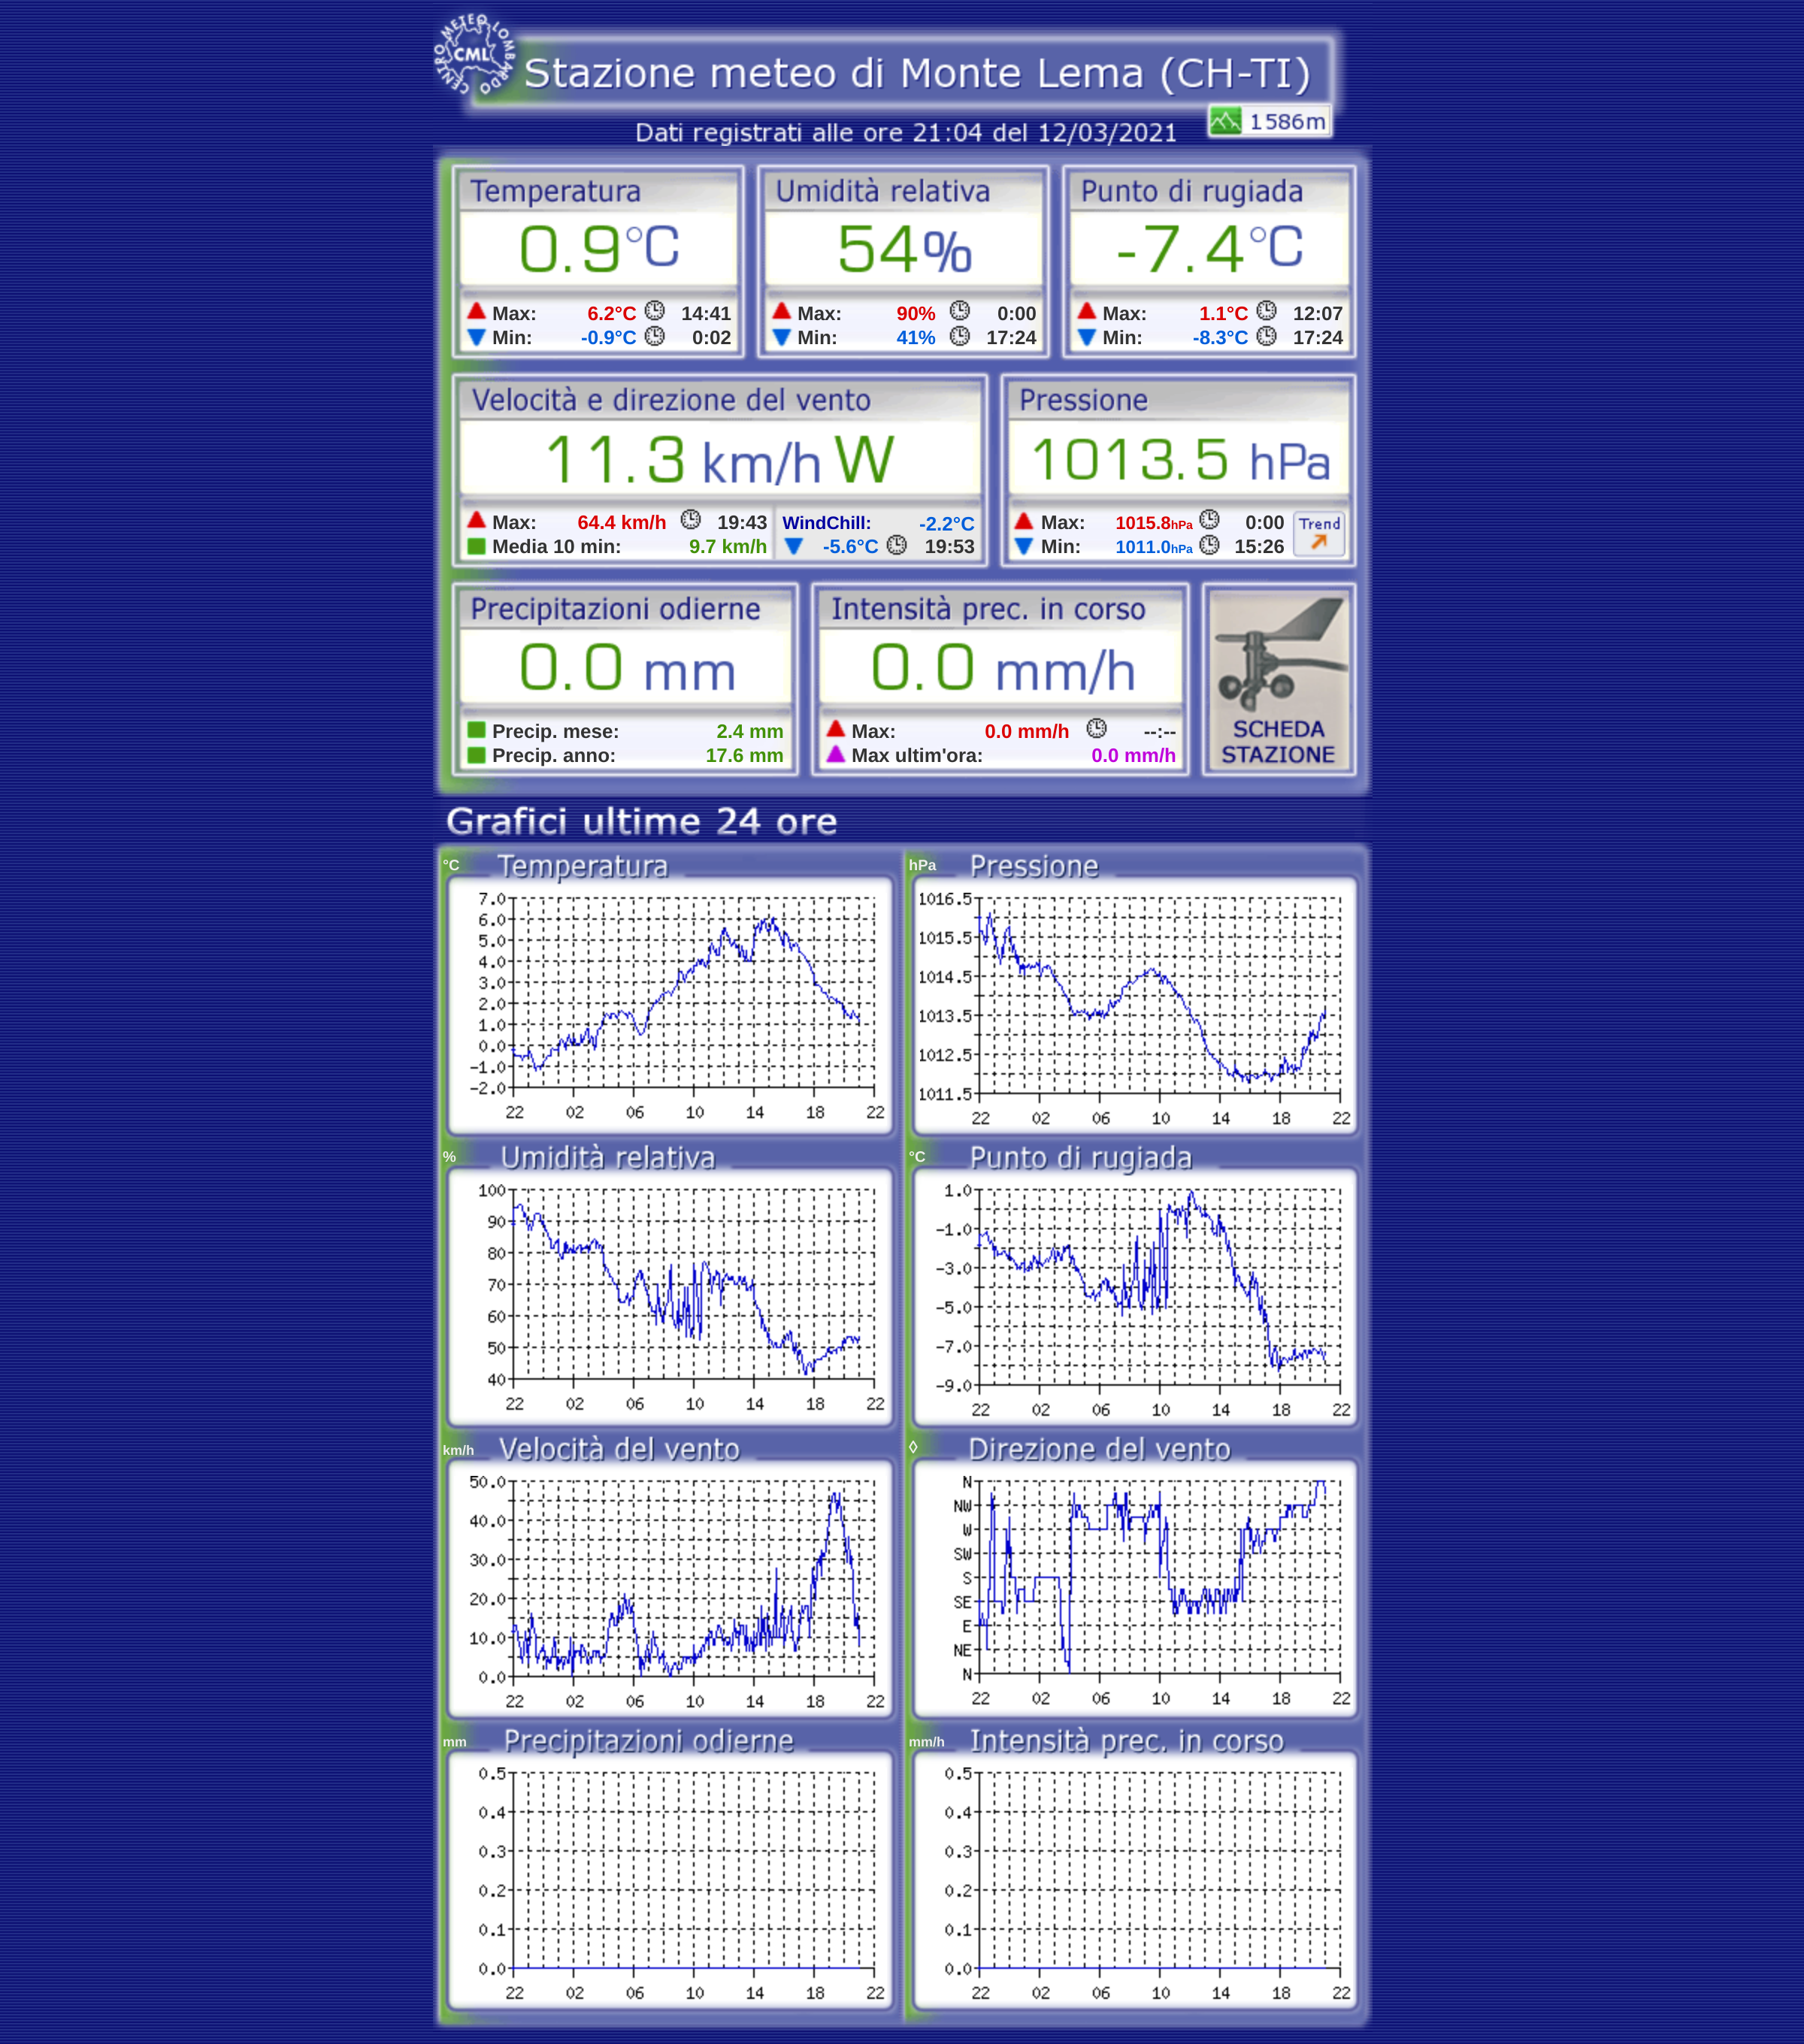 CENTRO METEO LOMBARDO
CML
Stazione meteo di Monte Lema (CH-TI)
1586m
Dati registrati alle ore 21:04 del 12/03/2021
Temperatura Umidità relativa Punto di rugiada
0.9°C 54% -7.4°C
Max: 6.2°C 14:41 Max: 90% 0:00 Max: 1.1°C 12:07
Min: -0.9°C 0:02 Min: 41% 17:24 Min: -8.3°C 17:24
Velocità e direzione del vento Pressione
11.3 km/h W 1013.5 hPa
Max: 64.4 km/h 19:43 WindChill: -2.2°C Max: 1015.8hPa 0:00 Trend
Media 10 min: 9.7 km/h -5.6°C 19:53 Min: 1011.0hPa 15:26
Precipitazioni odierne Intensità prec. in corso
0.0 mm 0.0 mm/h
Precip. mese: 2.4 mm Max: 0.0 mm/h --:-- SCHEDA
Precip. anno: 17.6 mm Max ultim'ora: 0.0 mm/h STAZIONE
Grafici ultime 24 ore
°C Temperatura
7.0
6.0
5.0
4.0
3.0
2.0
1.0
0.0
-1.0
-2.0
22 02 06 10 14 18 22
hPa Pressione
1016.5
1015.5
1014.5
1013.5
1012.5
1011.5
22 02 06 10 14 18 22
% Umidità relativa
100
90
80
70
60
50
40
22 02 06 10 14 18 22
°C Punto di rugiada
1.0
-1.0
-3.0
-5.0
-7.0
-9.0
22 02 06 10 14 18 22
km/h Velocità del vento
50.0
40.0
30.0
20.0
10.0
0.0
22 02 06 10 14 18 22
◊ Direzione del vento
N
NW
W
SW
S
SE
E
NE
N
22 02 06 10 14 18 22
mm Precipitazioni odierne
0.5
0.4
0.3
0.2
0.1
0.0
22 02 06 10 14 18 22
mm/h Intensità prec. in corso
0.5
0.4
0.3
0.2
0.1
0.0
22 02 06 10 14 18 22